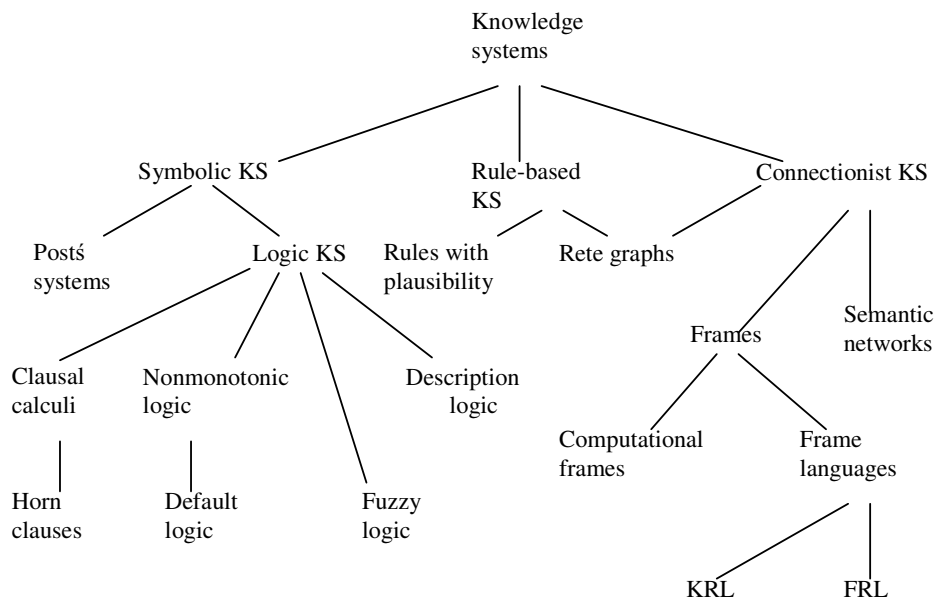 Knowledge
systems
Symbolic KS
Rule-based
KS
Connectionist KS
Postś
systems
Logic KS
Rules with
plausibility
Rete graphs
Frames
Semantic
networks
Clausal
calculi
Nonmonotonic
logic
Description
logic
Computational
frames
Frame
languages
Horn
clauses
Default
logic
Fuzzy
logic
KRL
FRL